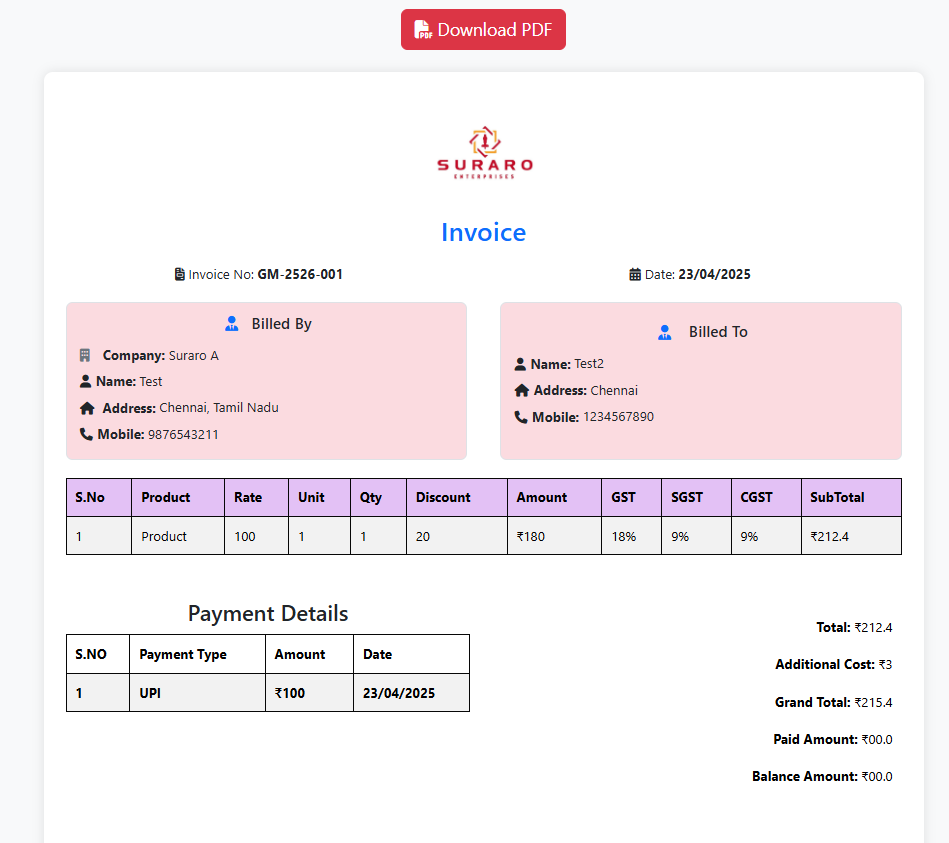 Download PDF
SURARO
ENTERPRISES
Invoice
Invoice No: GM-2526-001
Date: 23/04/2025
Billed By
Company: Suraro A
Name: Test
Address: Chennai, Tamil Nadu
Mobile: 9876543211
Billed To
Name: Test2
Address: Chennai
Mobile: 1234567890
S.No Product Rate Unit Qty Discount Amount GST SGST CGST SubTotal
1 Product 100 1 1 20 ₹180 18% 9% 9% ₹212.4
Payment Details
S.NO Payment Type Amount Date
1 UPI ₹100 23/04/2025
Total: ₹212.4
Additional Cost: ₹3
Grand Total: ₹215.4
Paid Amount: ₹00.0
Balance Amount: ₹00.0